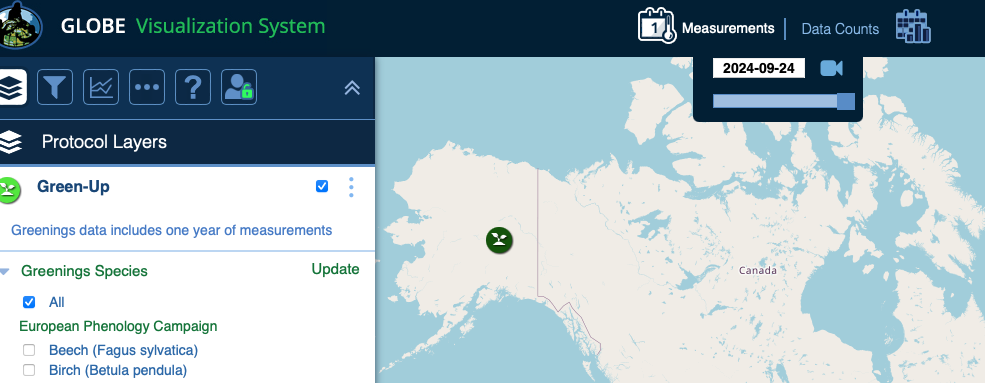 GLOBE Visualization System
1
Measurements
Data Counts
2024-09-24
?
Protocol Layers
Green-Up
Greenings data includes one year of measurements
Greenings Species
Update
All
European Phenology Campaign
Beech (Fagus sylvatica)
Birch (Betula pendula)
Canada